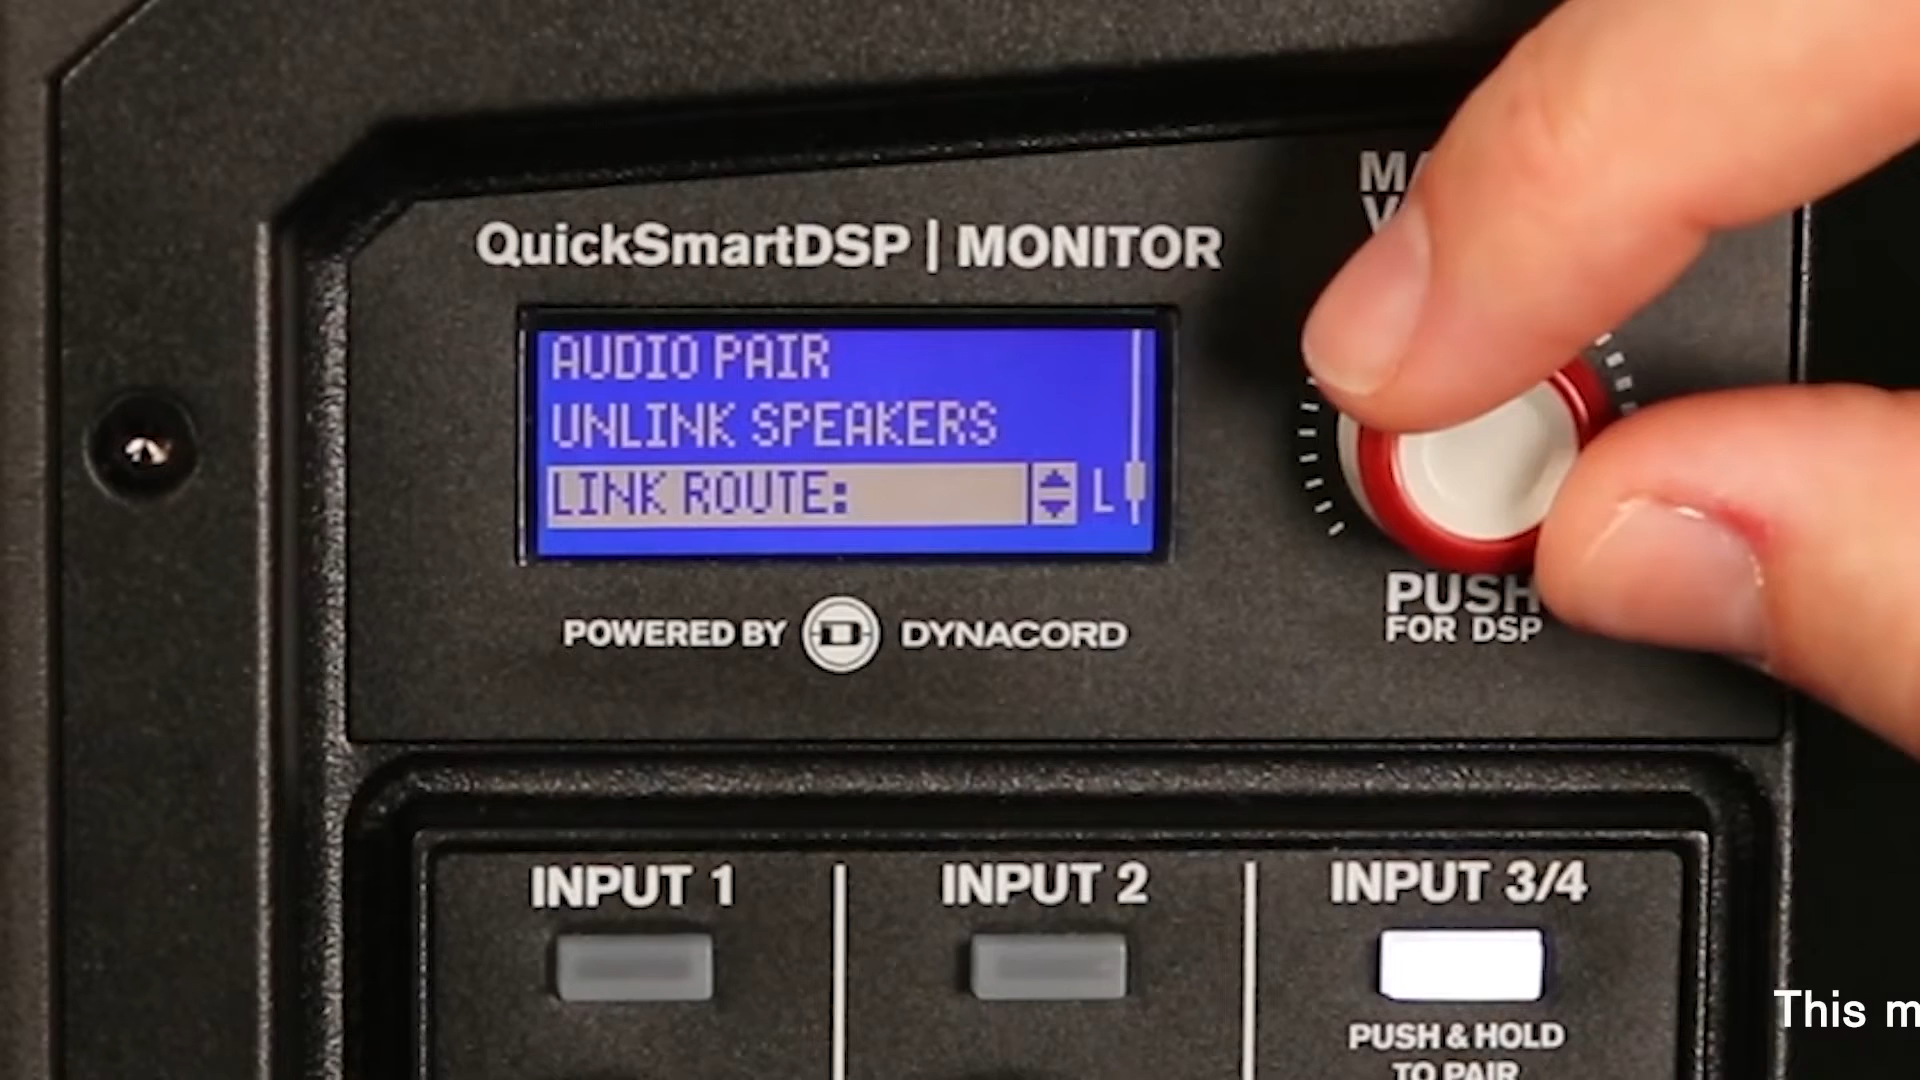 QuickSmartDSP | MONITOR
AUDIO PAIR
UNLINK SPEAKERS
LINK ROUTE: L
POWERED BY DYNACORD
PUSH
FOR DSP
INPUT 1
INPUT 2
INPUT 3/4
PUSH & HOLD
TO PAIR
This